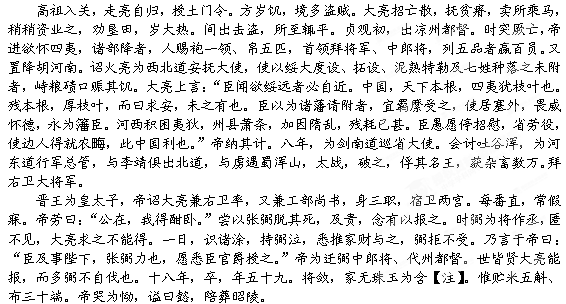 高祖入关，走亮自归，授土门令。方岁饥，境多盗贼。大亮招亡散，抚贫瘠，卖所乘马，
稍稍资业之，劝垦田，岁大熟。间出击盗，所至辄平。贞观初，出凉州都督。时突厥亡，帝
进欲怀四夷，诸部降者，人赐袍一领、帛五匹，首领拜将军、中郎将，列五品者赢百员。又
置降胡河南。诏火亮为西北道安抚大使，使以绥大度设、拓设、泥熟特勒及七姓种落之未附
者，峙粮碛口赈其饥。大亮上言：“臣闻欲绥远者必自近。中国，天下本根，四夷犹枝叶也。
残本根，厚枝叶，而曰求安，未之有也。臣以为诸藩请附者，宜羁縻受之，使居塞外，畏威
怀德，永为藩臣。河西积困夷狄，州县萧条，加因隋乱，残耗已甚。臣愚愿停招慰，省劳役，
使边人得就农晦，此中国利也。”帝纳其计。八年，为剑南道巡省大使。会计吐谷浑，为河
东道行军总管，与李靖俱出北道，与虏遇蜀浑山，大战，破之，俘其名王，获杂畜数万。拜
右卫大将军。
晋王为皇太子，帝诏大亮兼右卫率，又兼工部尚书，身三职，宿卫两宫。每番直，常假
寐。帝劳曰：“公在，我得酣卧。”尝以张弼脱其死，及贵，念有以报之。时弼为将作丞，匿
不见，大亮求之不能得。一日，识诸涂，持弼泣，悉推家财与之，弼拒不受。乃言于帝曰：
“臣及事陛下，张弼力也，愿悉臣官爵授之。”帝为迁弼中郎将、代州都督。世皆贤大亮能
报，而多弼不自伐也。十八年，卒，年五十九。将敛，家无珠玉为含【注】。惟贮米五斛、
布三十端。帝哭为恸，谥曰懿，陪葬昭陵。